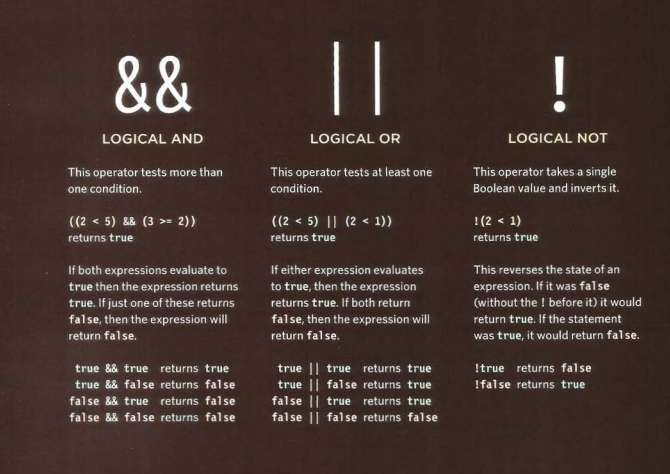 &&
LOGICAL AND
This operator tests more than
one condition.
((2 < 5) && (3 >= 2))
returns true
If both expressions evaluate to
true then the expression returns
true. If just one of these returns
false, then the expression will
return false.
true && true returns true
true && false returns false
false && true returns false
false && false returns false
||
LOGICAL OR
This operator tests at least one
condition.
((2 < 5) || (2 < 1))
returns true
If either expression evaluates
to true, then the expression
returns true. If both return
false, then the expression will
return false.
true || true returns true
true || false returns true
false || true returns true
false || false returns false
!
LOGICAL NOT
This operator takes a single
Boolean value and inverts it.
!(2 < 1)
returns true
This reverses the state of an
expression. If it was false
(without the ! before it) it would
return true. If the statement
was true, it would return false.
!true returns false
!false returns true